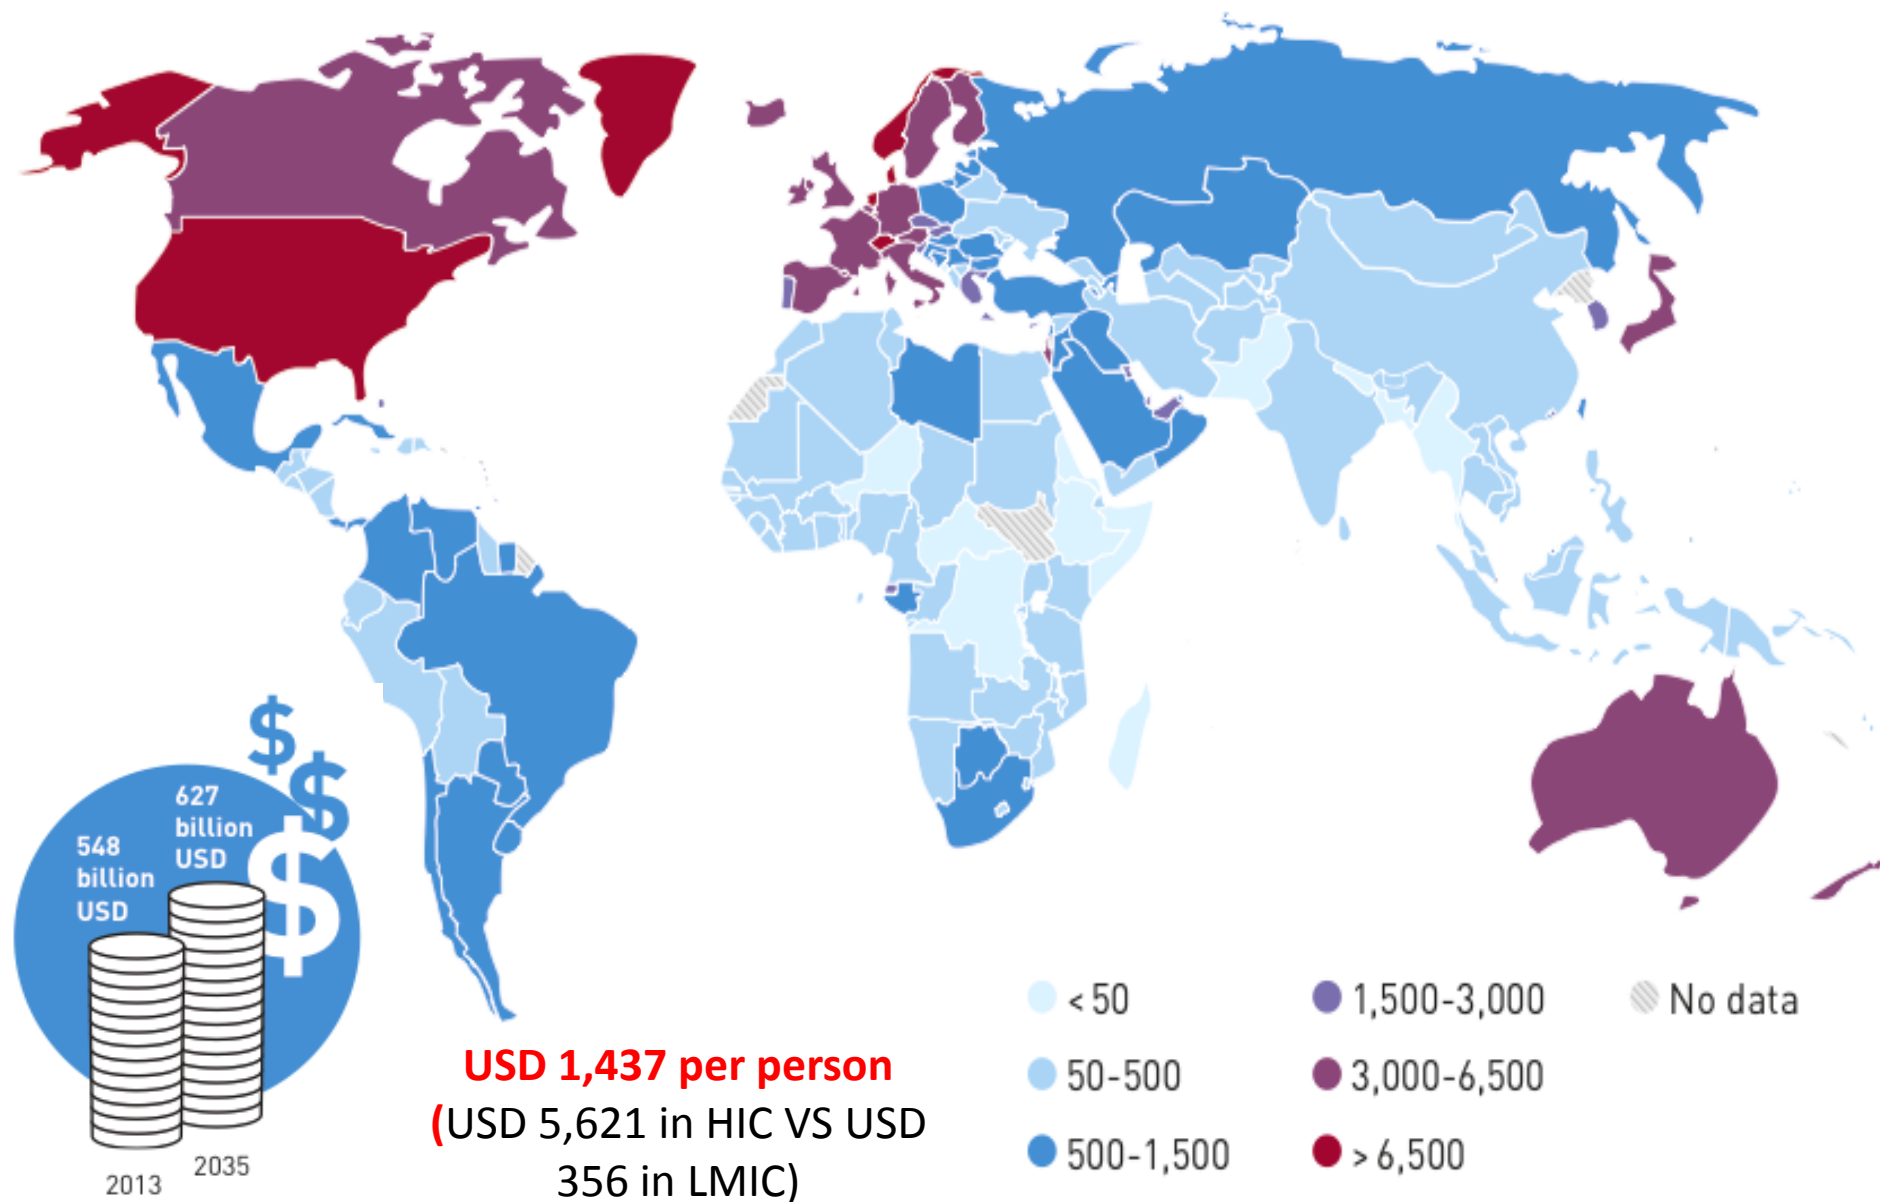 548
billion
USD
627
billion
USD
$
$
$
2013
2035
USD 1,437 per person
(USD 5,621 in HIC VS USD
356 in LMIC)
< 50
50-500
500-1,500
1,500-3,000
3,000-6,500
> 6,500
No data